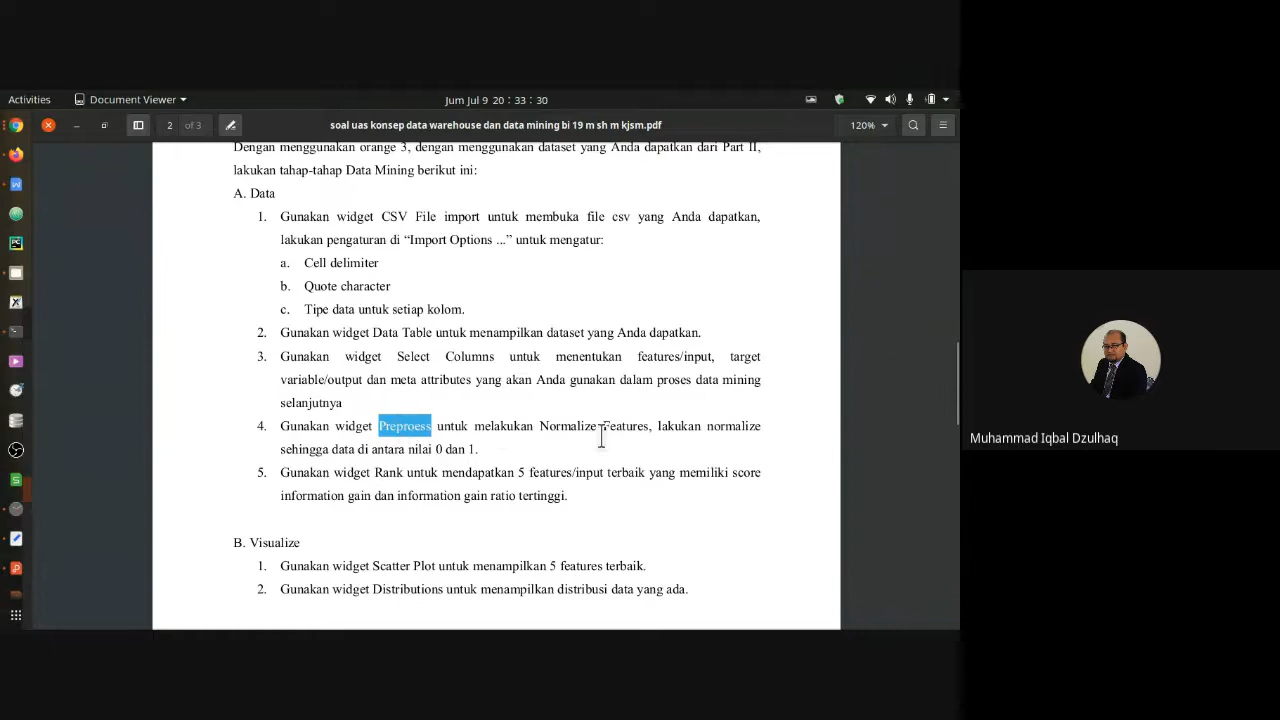 Activities
Document Viewer
Jum Jul 9 20 : 33 : 30
2 of 3
soal uas konsep data warehouse dan data mining bi 19 m sh m kjsm.pdf
120%
Dengan menggunakan orange 3, dengan menggunakan dataset yang Anda dapatkan dari Part II,
lakukan tahap-tahap Data Mining berikut ini:
A. Data
1. Gunakan widget CSV File import untuk membuka file csv yang Anda dapatkan,
lakukan pengaturan di “Import Options ...” untuk mengatur:
a. Cell delimiter
b. Quote character
c. Tipe data untuk setiap kolom.
2. Gunakan widget Data Table untuk menampilkan dataset yang Anda dapatkan.
3. Gunakan widget Select Columns untuk menentukan features/input, target
variable/output dan meta attributes yang akan Anda gunakan dalam proses data mining
selanjutnya
4. Gunakan widget Preproess untuk melakukan Normalize Features, lakukan normalize
sehingga data di antara nilai 0 dan 1.
5. Gunakan widget Rank untuk mendapatkan 5 features/input terbaik yang memiliki score
information gain dan information gain ratio tertinggi.
B. Visualize
1. Gunakan widget Scatter Plot untuk menampilkan 5 features terbaik.
2. Gunakan widget Distributions untuk menampilkan distribusi data yang ada.
Muhammad Iqbal Dzulhaq